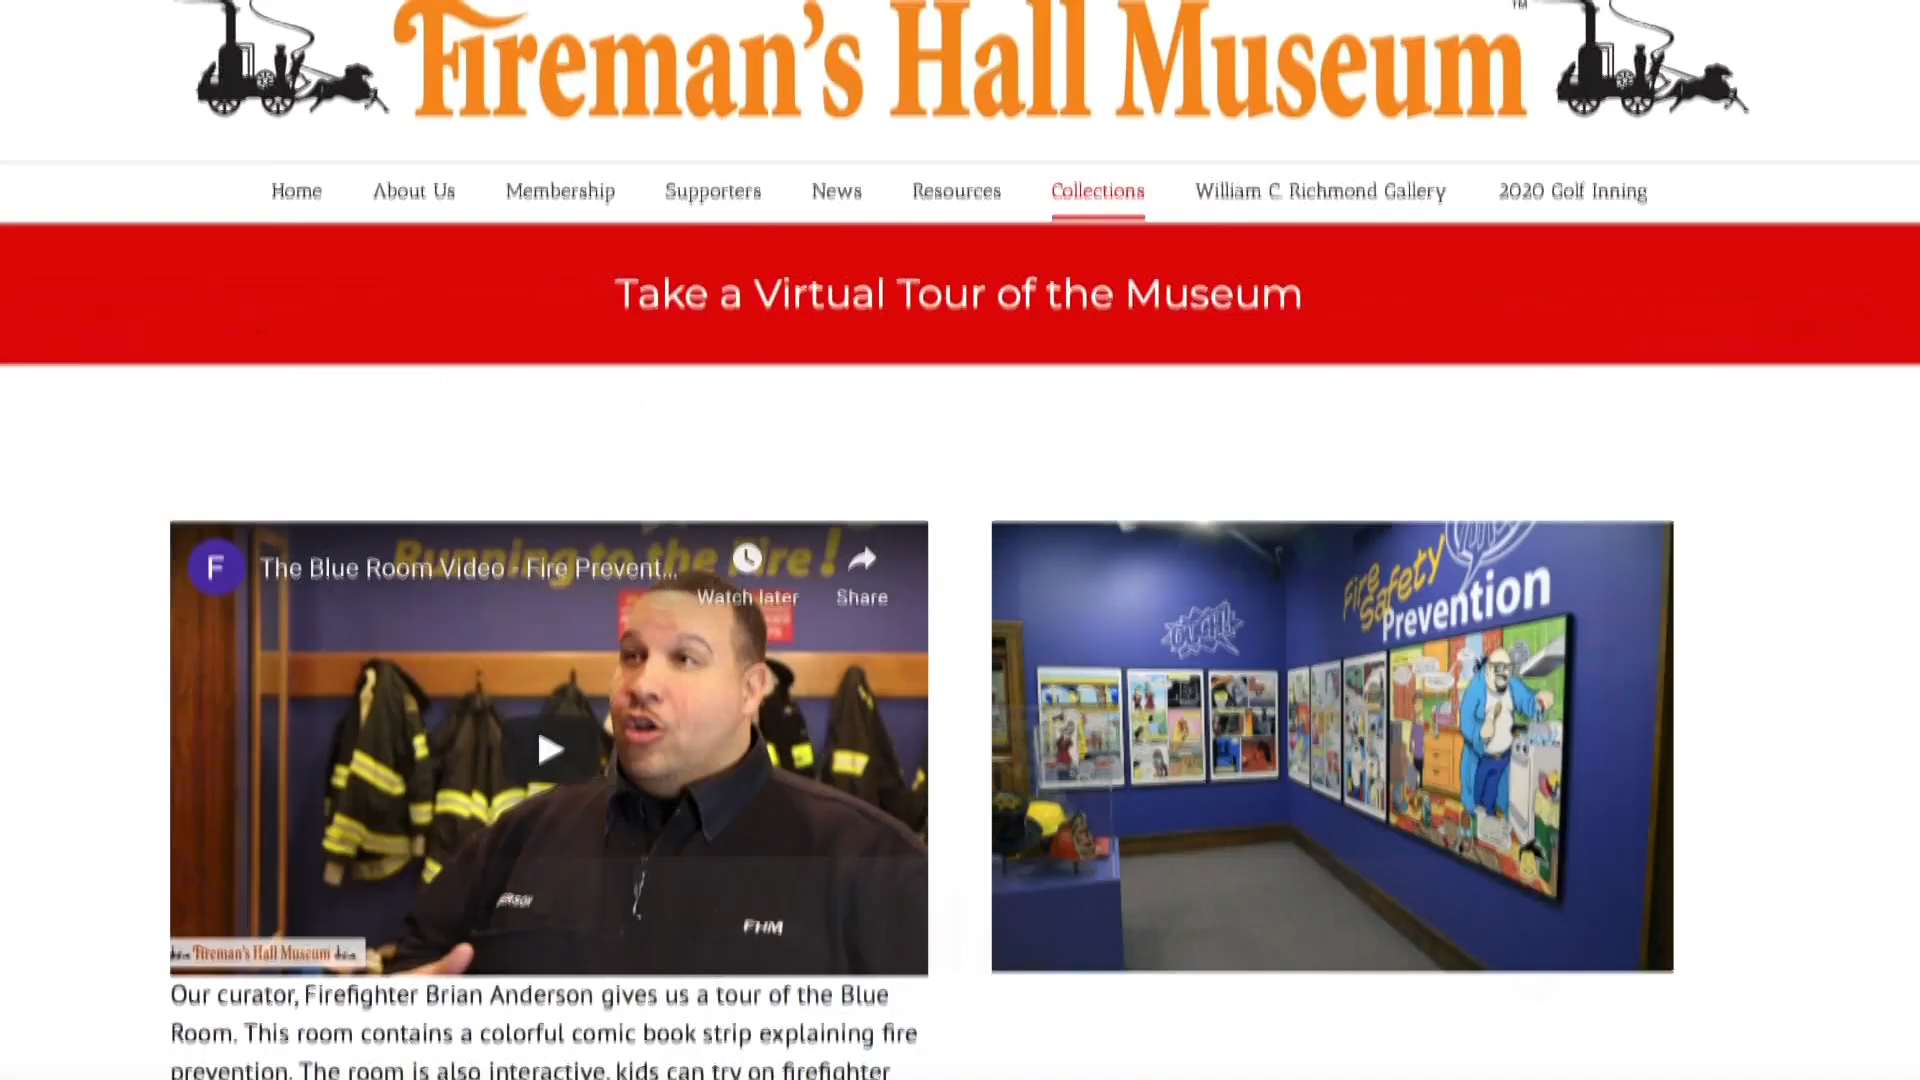 Fireman's Hall Museum
TM
Home About Us Membership Supporters News Resources Collections William C. Richmond Gallery 2020 Golf Inning
Take a Virtual Tour of the Museum
Running to the Fire!
F The Blue Room Video - Fire Prevent...
Watch later Share
FHM
Fireman's Hall Museum
OUCH!!
Fire
Safety
Prevention
Our curator, Firefighter Brian Anderson gives us a tour of the Blue
Room. This room contains a colorful comic book strip explaining fire
prevention. The room is also interactive, kids can try on firefighter